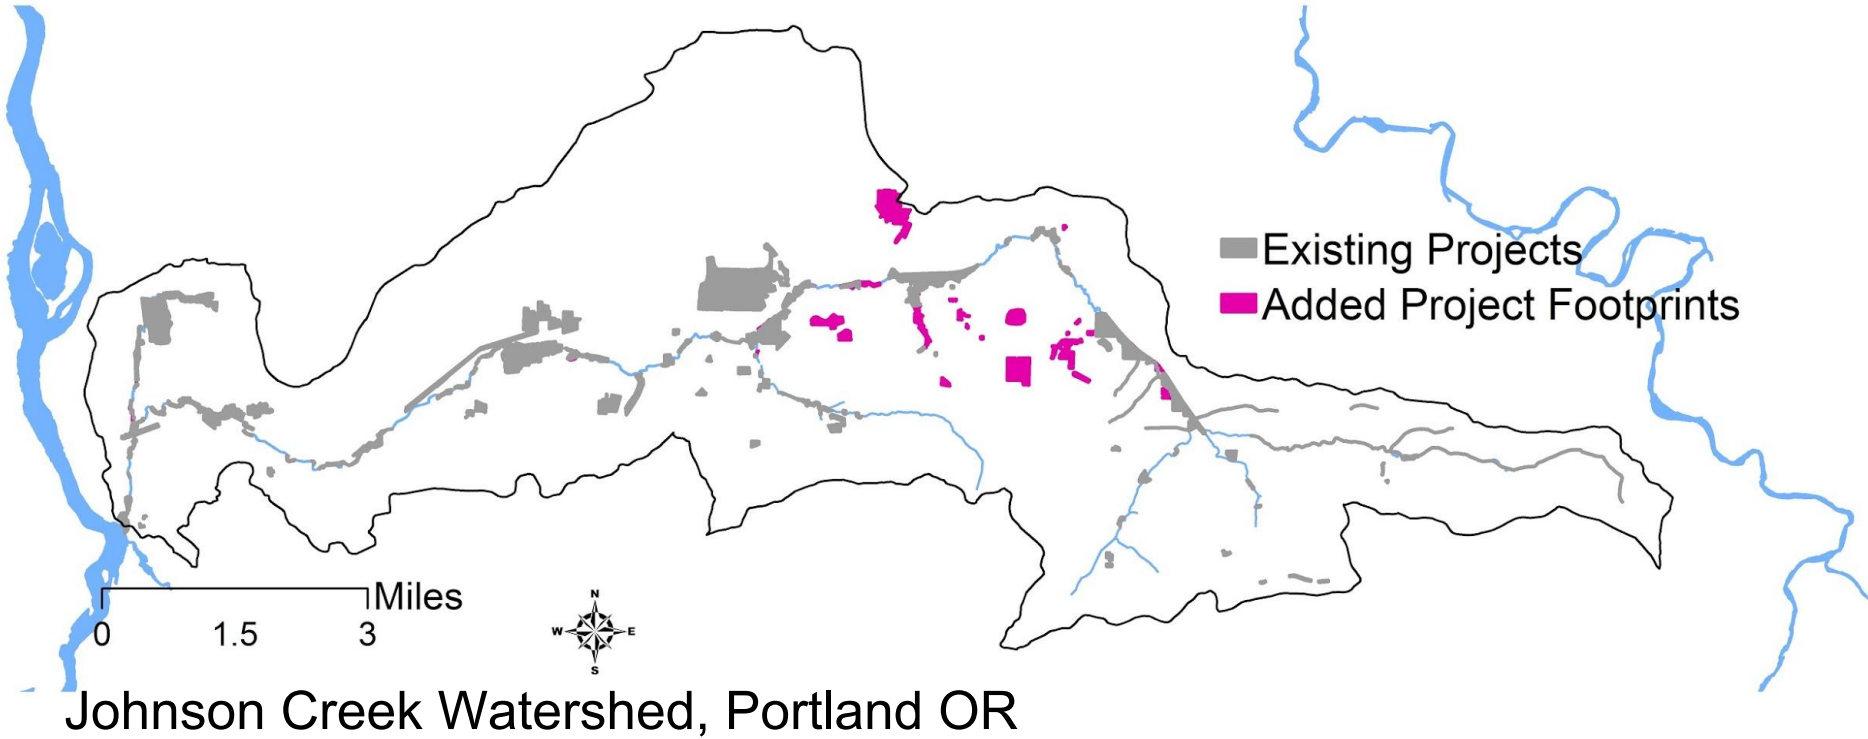 Existing Projects
Added Project Footprints
Miles
0 1.5 3
N
W E
S
Johnson Creek Watershed, Portland OR